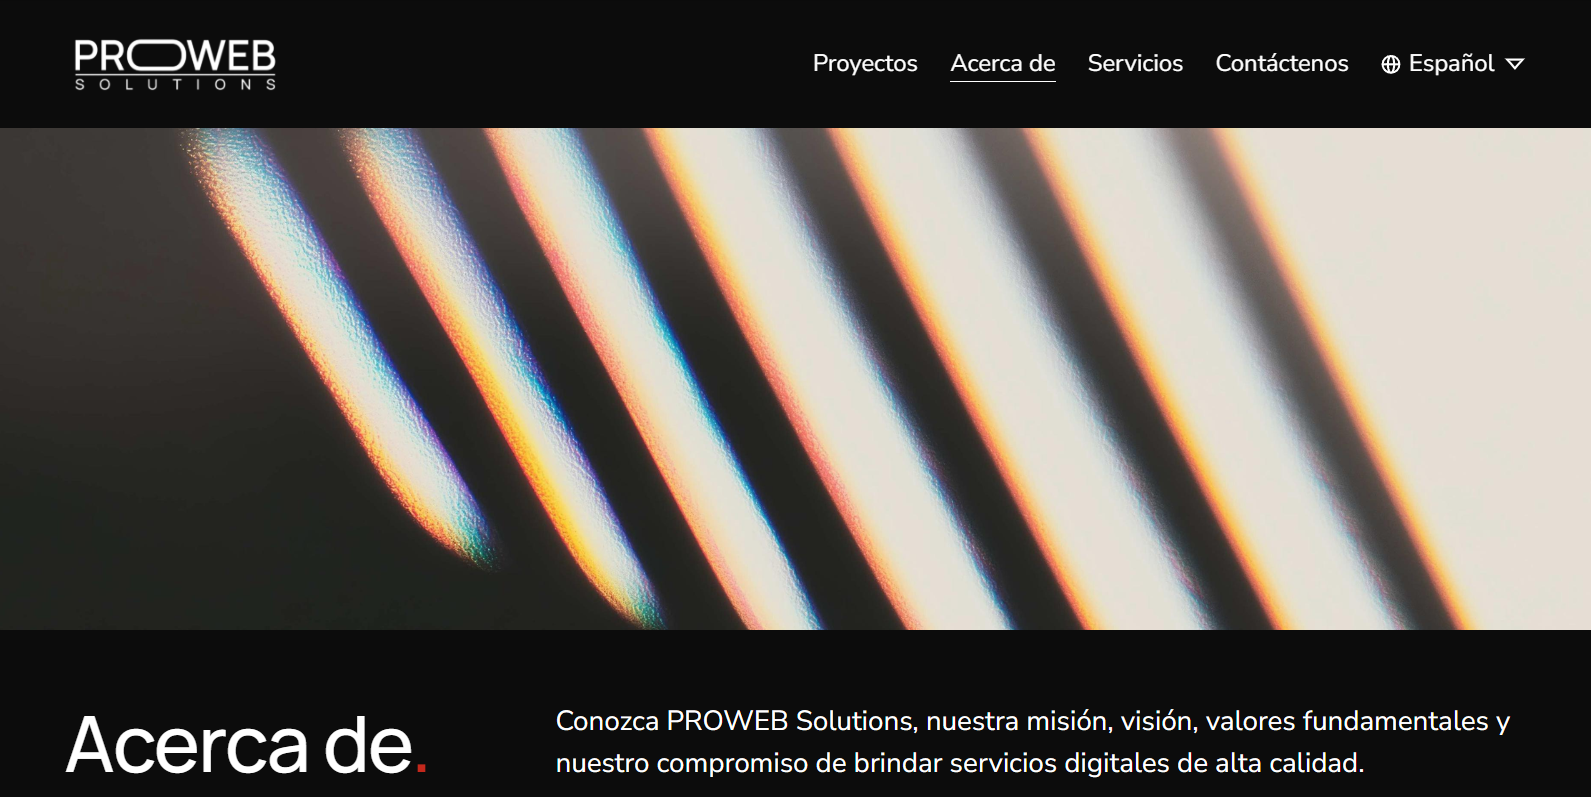 PROWEB
SOLUTIONS
Proyectos
Acerca de
Servicios
Contáctenos
Español
Acerca de.
Conozca PROWEB Solutions, nuestra misión, visión, valores fundamentales y
nuestro compromiso de brindar servicios digitales de alta calidad.